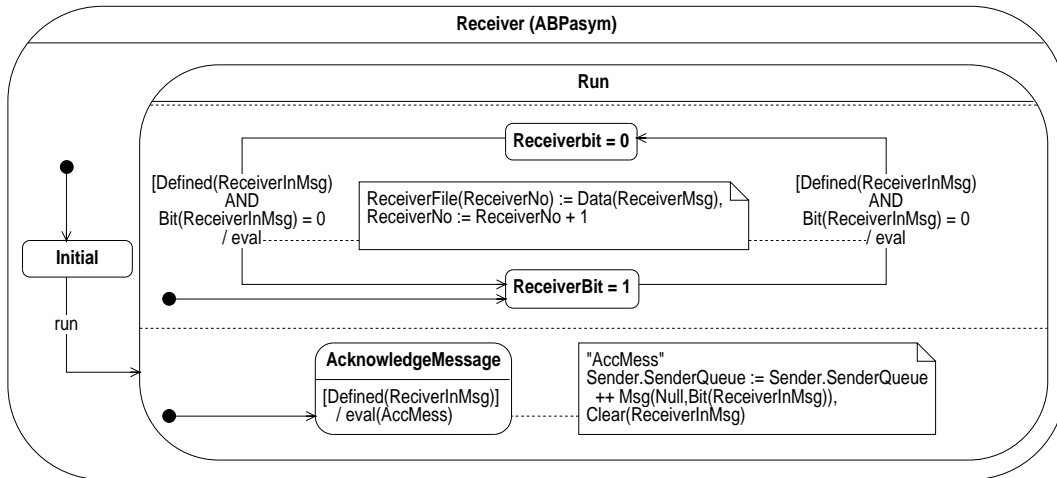 Receiver (ABPasym)
Run
Receiverbit = 0
[Defined(ReceiverInMsg)
AND
Bit(ReceiverInMsg) = 0
/ eval
ReceiverFile(ReceiverNo) := Data(ReceiverMsg),
ReceiverNo := ReceiverNo + 1
[Defined(ReceiverInMsg)
AND
Bit(ReceiverInMsg) = 0
/ eval
Initial
ReceiverBit = 1
run
AcknowledgeMessage
[Defined(ReciverInMsg)]
/ eval(AccMess)
"AccMess"
Sender.SenderQueue := Sender.SenderQueue
++ Msg(Null,Bit(ReceiverInMsg)),
Clear(ReceiverInMsg)